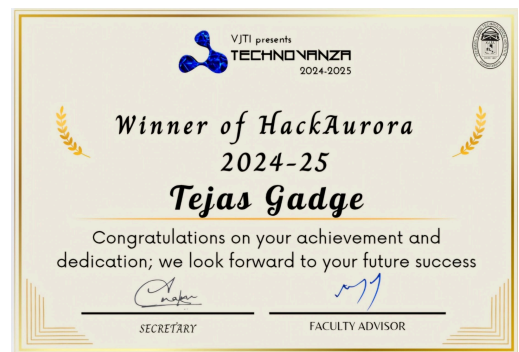 VJTI presents
TECHNOVANZA
2024-2025
Winner of HackAurora
2024-25
Tejas Gadge
Congratulations on your achievement and
dedication; we look forward to your future success
SECRETARY
FACULTY ADVISOR